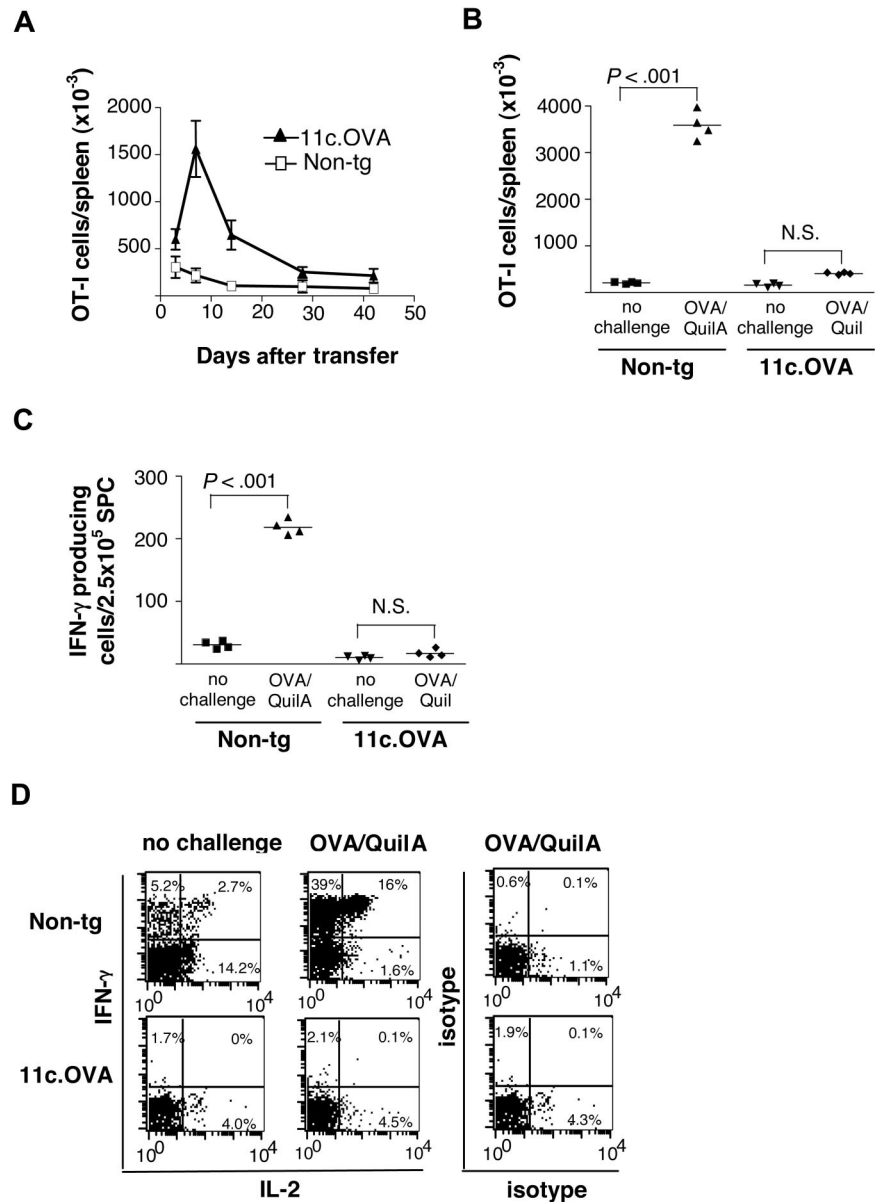 A
OT-I cells/spleen (x10-3)
2000
1500
1000
500
11c.OVA
Non-tg
0
10
20
30
40
50
Days after transfer
B
OT-I cells/spleen (x10-3)
P < .001
4000
3000
2000
1000
N.S.
no challenge
OVA/ QuilA
no challenge
OVA/ Quil
Non-tg
11c.OVA
C
IFN-γ producing
cells/2.5x105 SPC
300
200
100
P < .001
N.S.
no challenge
OVA/ QuilA
no challenge
OVA/ Quil
Non-tg
11c.OVA
D
no challenge
OVA/QuilA
OVA/QuilA
Non-tg
5.2%
2.7%
14.2%
39%
16%
1.6%
0.6%
0.1%
1.1%
100
104
100
104
100
104
IFN-γ
isotype
11c.OVA
1.7%
0%
4.0%
2.1%
0.1%
4.5%
1.9%
0.1%
4.3%
100
104
100
104
100
104
IL-2
isotype